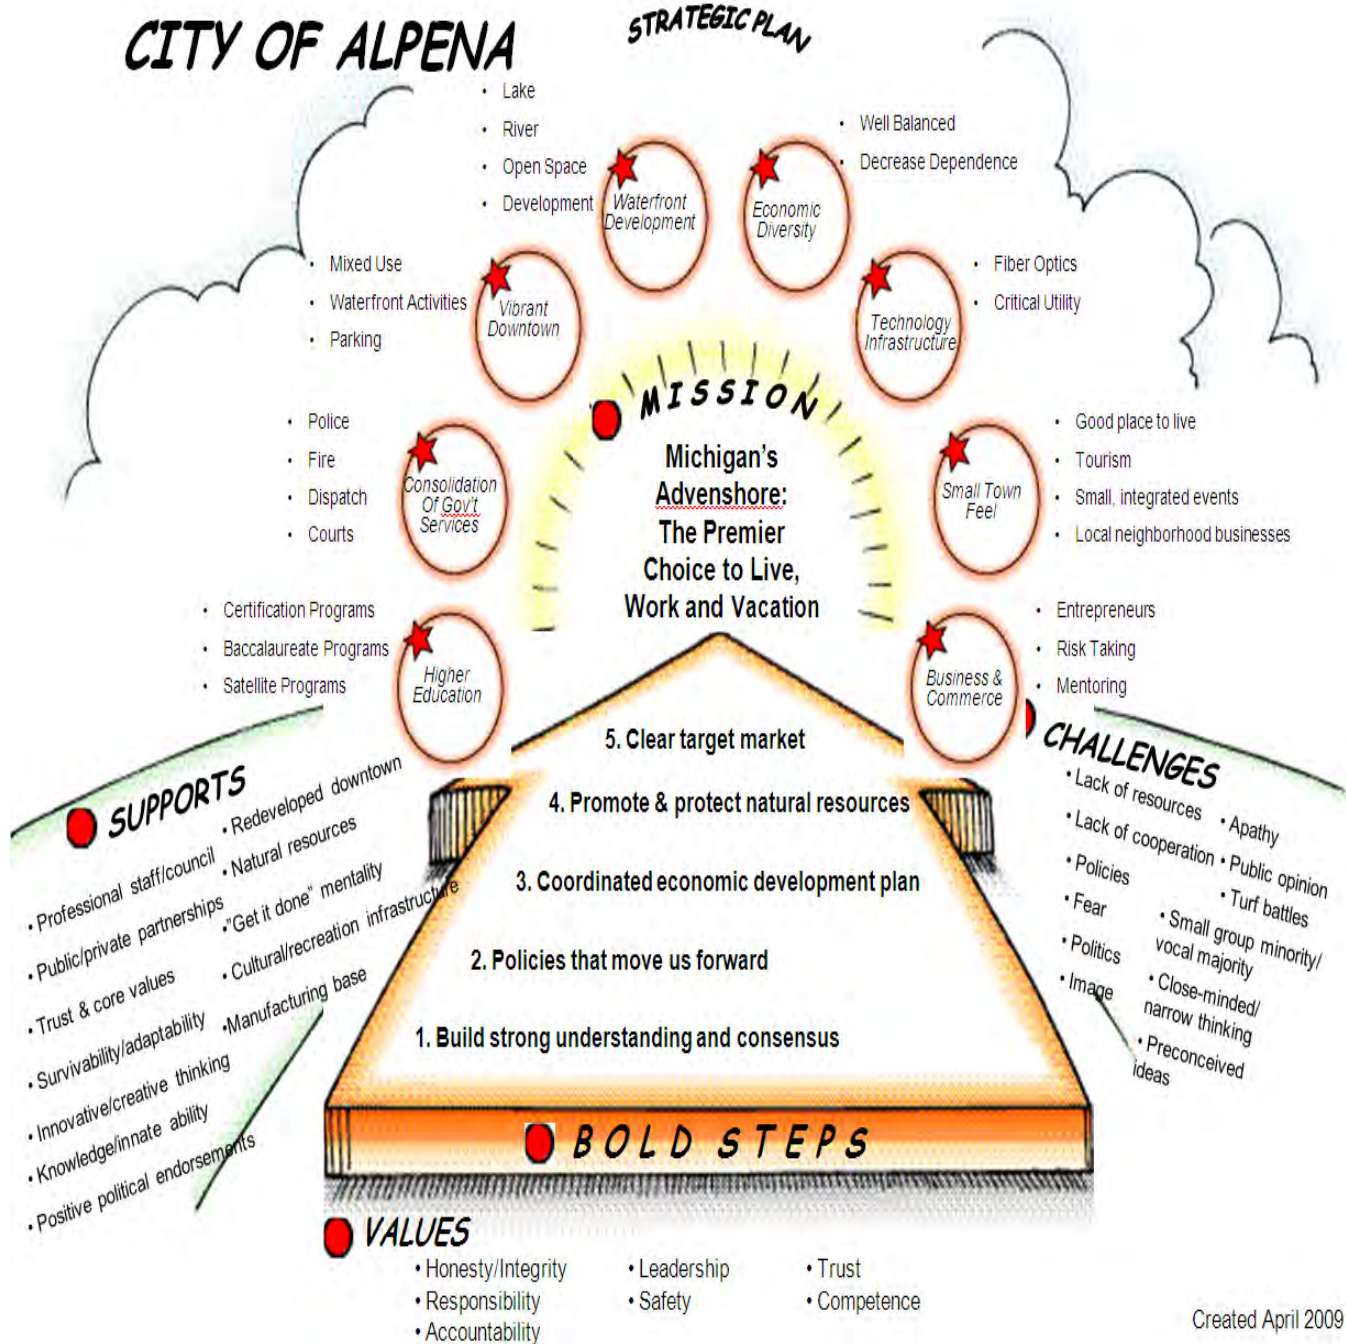 CITY OF ALPENA
STRATEGIC PLAN
• Lake
• River
• Open Space
• Development
Waterfront
Development
Economic
Diversity
• Well Balanced
• Decrease Dependence
• Mixed Use
• Waterfront Activities
• Parking
Vibrant
Downtown
Technology
Infrastructure
• Fiber Optics
• Critical Utility
MISSION
Michigan's
Advenshore:
The Premier
Choice to Live,
Work and Vacation
• Police
• Fire
• Dispatch
• Courts
Consolidation
Of Gov't
Services
Small Town
Feel
• Good place to live
• Tourism
• Small, integrated events
• Local neighborhood businesses
• Certification Programs
• Baccalaureate Programs
• Satellite Programs
Higher
Education
Business &
Commerce
• Entrepreneurs
• Risk Taking
• Mentoring
SUPPORTS
• Professional staff/council
• Public/private partnerships
• Trust & core values
• Survivability/adaptability
• Innovative/creative thinking
• Knowledge/innate ability
• Positive political endorsements
• Redeveloped downtown
• Natural resources
•"Get it done" mentality
• Cultural/recreation infrastructure
•Manufacturing base
5. Clear target market
4. Promote & protect natural resources
3. Coordinated economic development plan
2. Policies that move us forward
1. Build strong understanding and consensus
BOLD STEPS
CHALLENGES
• Lack of resources
• Lack of cooperation
• Policies
• Fear
• Politics
• Image
• Apathy
• Public opinion
• Turf battles
• Small group minority/
vocal majority
• Close-minded/
narrow thinking
• Preconceived
ideas
VALUES
• Honesty/Integrity
• Responsibility
• Accountability
• Leadership
• Safety
• Trust
• Competence
Created April 2009